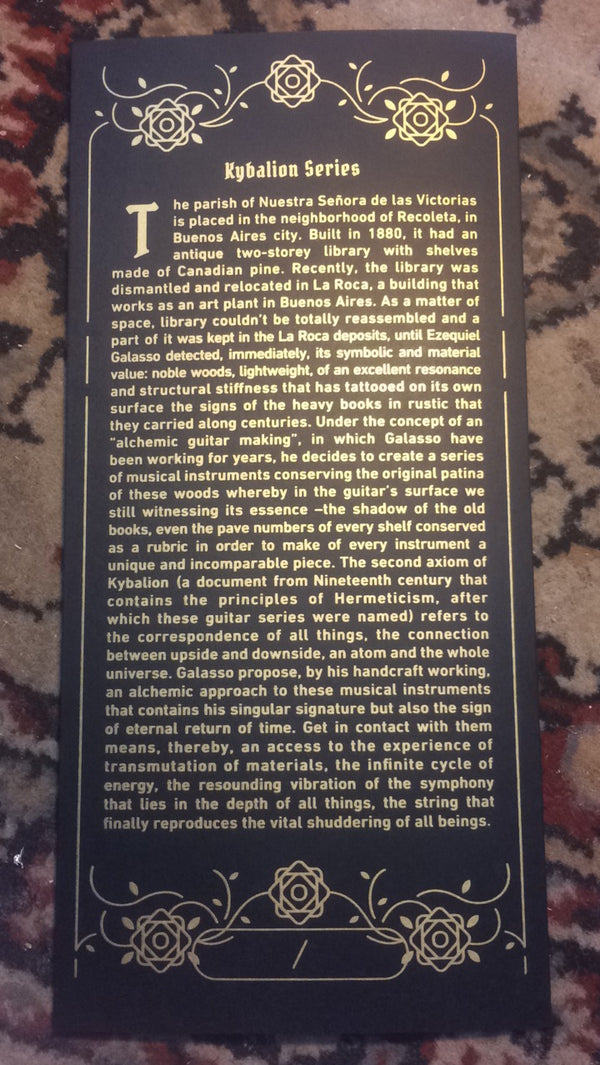 Kybalion Series
The parish of Nuestra Señora de las Victorias
is placed in the neighborhood of Recoleta, in
Buenos Aires city. Built in 1880, it had an
antique two-storey library with shelves
made of Canadian pine. Recently, the library was
dismantled and relocated in La Roca, a building that
works as an art plant in Buenos Aires. As a matter of
space, library couldn't be totally reassembled and a
part of it was kept in the La Roca deposits, until Ezequiel
Galasso detected, immediately, its symbolic and material
value: noble woods, lightweight, of an excellent resonance
and structural stiffness that has tattooed on its own
surface the signs of the heavy books in rustic that
they carried along centuries. Under the concept of an
"alchemic guitar making", in which Galasso have
been working for years, he decides to create a series
of musical instruments conserving the original patina
of these woods whereby in the guitar's surface we
still witnessing its essence –the shadow of the old
books, even the pave numbers of every shelf conserved
as a rubric in order to make of every instrument a
unique and incomparable piece. The second axiom of
Kybalion (a document from Nineteenth century that
contains the principles of Hermeticism, after
which these guitar series were named) refers to
the correspondence of all things, the connection
between upside and downside, an atom and the whole
universe. Galasso propose, by his handcraft working,
an alchemic approach to these musical instruments
that contains his singular signature but also the sign
of eternal return of time. Get in contact with them
means, thereby, an access to the experience of
transmutation of materials, the infinite cycle of
energy, the resounding vibration of the symphony
that lies in the depth of all things, the string that
finally reproduces the vital shuddering of all beings.
/